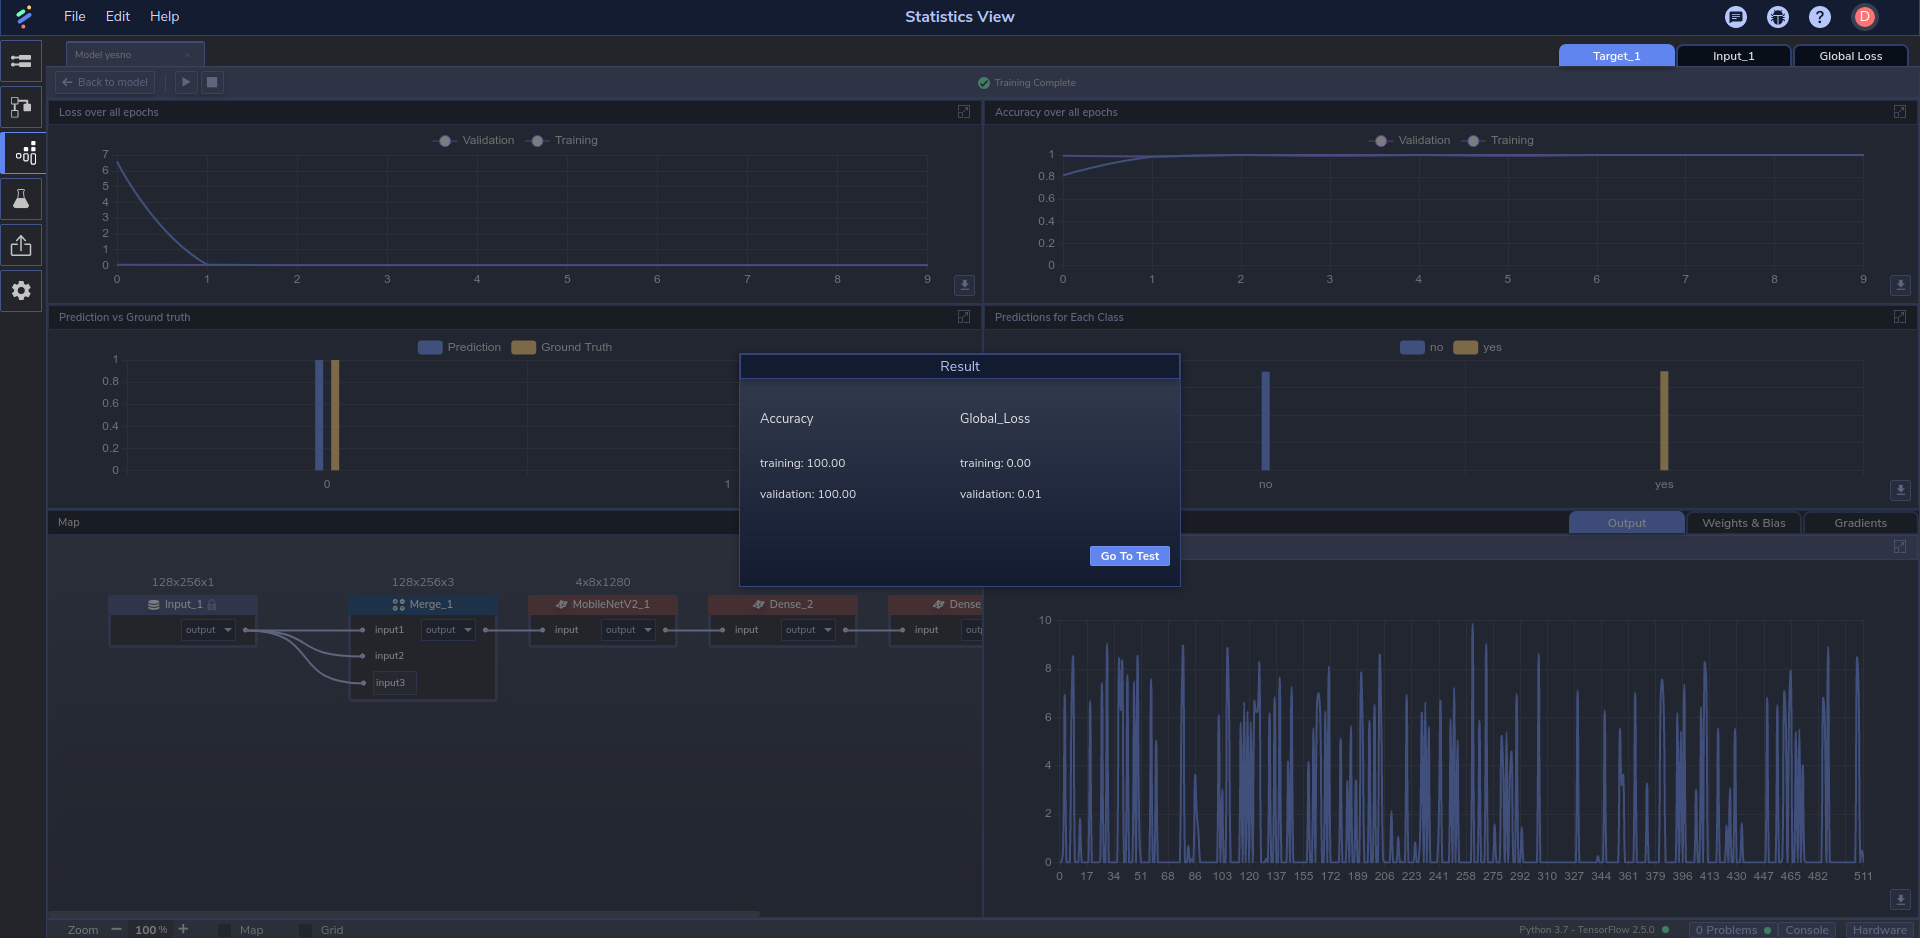 File Edit Help
Statistics View
D
Model yesno ×
Target_1 Input_1 Global Loss
Back to model
Training Complete
Loss over all epochs
Validation Training
7
6
5
4
3
2
1
0
0 1 2 3 4 5 6 7 8 9
Accuracy over all epochs
Validation Training
1
0.8
0.6
0.4
0.2
0
0 1 2 3 4 5 6 7 8 9
Prediction vs Ground truth
Prediction Ground Truth
1
0.8
0.6
0.4
0.2
0
0 1
Predictions for Each Class
no yes
no yes
Result
Accuracy Global_Loss
training: 100.00 training: 0.00
validation: 100.00 validation: 0.01
Go To Test
Map
128x256x1 128x256x3 4x8x1280
Input_1 Merge_1 MobileNetV2_1 Dense_2 Dense
output input1 output input output input output input outp
input2
input3
Output Weights & Bias Gradients
10
8
6
4
2
0
0 17 34 51 68 86 103 120 137 155 172 189 206 223 241 258 275 292 310 327 344 361 379 396 413 430 447 465 482 511
Zoom − 100 % + Map Grid
Python 3.7 - TensorFlow 2.5.0 0 Problems Console Hardware